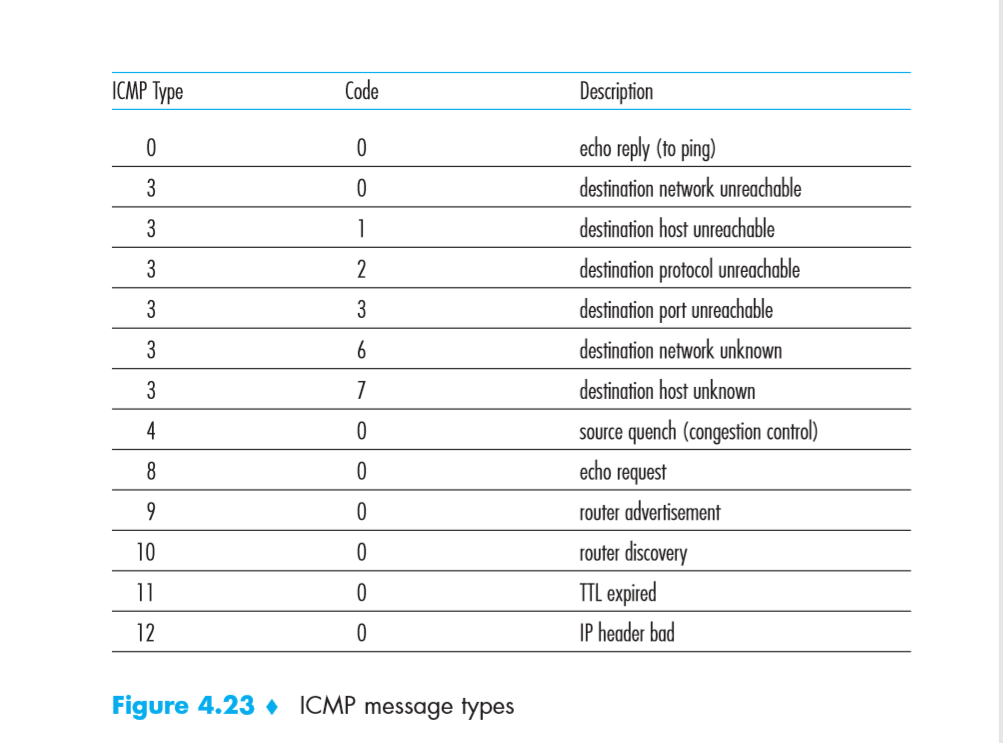 ICMP Type Code Description
0 0 echo reply (to ping)
3 0 destination network unreachable
3 1 destination host unreachable
3 2 destination protocol unreachable
3 3 destination port unreachable
3 6 destination network unknown
3 7 destination host unknown
4 0 source quench (congestion control)
8 0 echo request
9 0 router advertisement
10 0 router discovery
11 0 TTL expired
12 0 IP header bad
Figure 4.23 ♦ ICMP message types